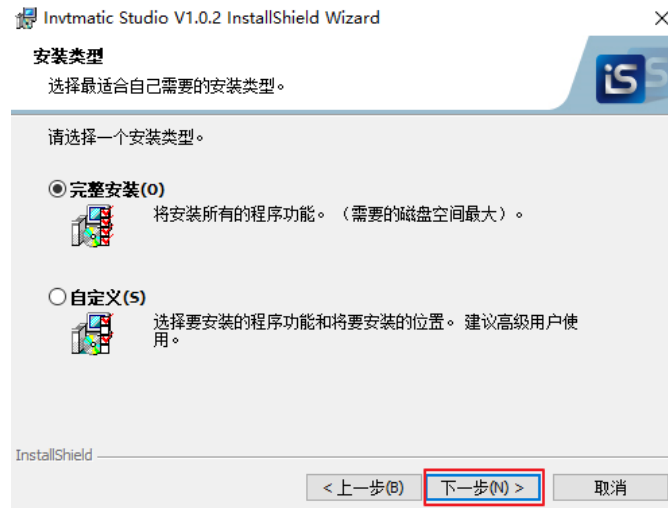 Invtmatic Studio V1.0.2 InstallShield Wizard
安装类型
选择最适合自己需要的安装类型。
iS
请选择一个安装类型。
完整安装(O)
将安装所有的程序功能。（需要的磁盘空间最大）。
自定义(S)
选择要安装的程序功能和将要安装的位置。建议高级用户使
用。
InstallShield
< 上一步(B)
下一步(N) >
取消